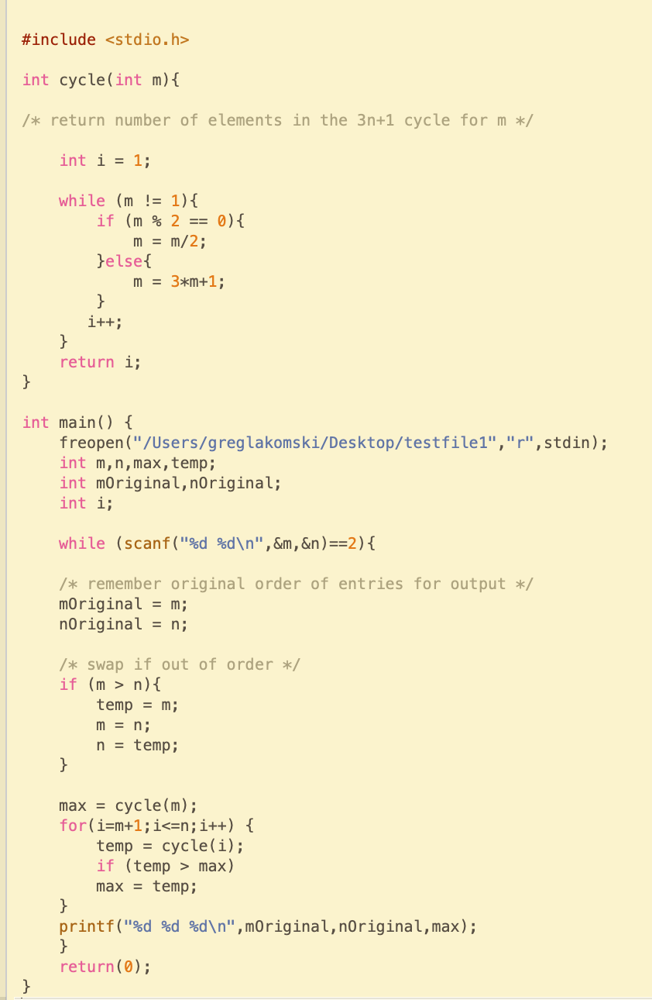 #include <stdio.h>
int cycle(int m){
/* return number of elements in the 3n+1 cycle for m */
int i = 1;
while (m != 1){
if (m % 2 == 0){
m = m/2;
}else{
m = 3*m+1;
}
i++;
}
return i;
}
int main() {
freopen("/Users/greglakomski/Desktop/testfile1","r",stdin);
int m,n,max,temp;
int mOriginal,nOriginal;
int i;
while (scanf("%d %d\n",&m,&n)==2){
/* remember original order of entries for output */
mOriginal = m;
nOriginal = n;
/* swap if out of order */
if (m > n){
temp = m;
m = n;
n = temp;
}
max = cycle(m);
for(i=m+1;i<=n;i++) {
temp = cycle(i);
if (temp > max)
max = temp;
}
printf("%d %d %d\n",mOriginal,nOriginal,max);
}
return(0);
}